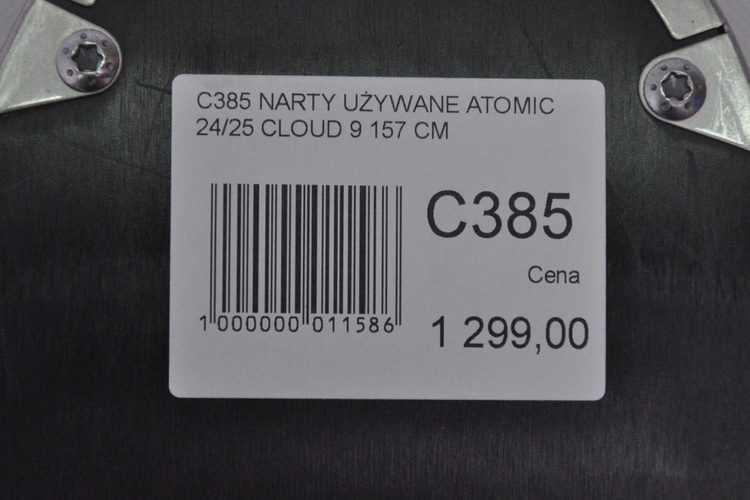 C385 NARTY UŻYWANE ATOMIC
24/25 CLOUD 9 157 CM
C385
Cena
1 000000 011586
1 299,00